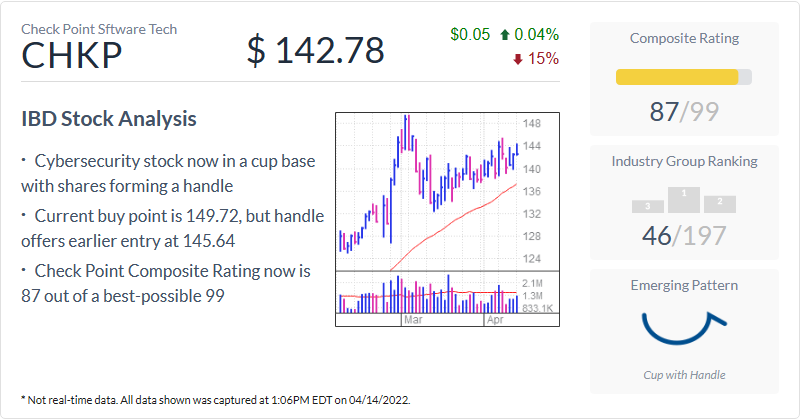 Check Point Sftware Tech
CHKP
$ 142.78
$0.05 0.04%
15%
IBD Stock Analysis
· Cybersecurity stock now in a cup base
with shares forming a handle
· Current buy point is 149.72, but handle
offers earlier entry at 145.64
· Check Point Composite Rating now is
87 out of a best-possible 99
148
144
140
136
132
128
124
2.1M
1.3M
833.1K
Mar
Apr
Composite Rating
87/99
Industry Group Ranking
3
1
2
46/197
Emerging Pattern
Cup with Handle
* Not real-time data. All data shown was captured at 1:06PM EDT on 04/14/2022.